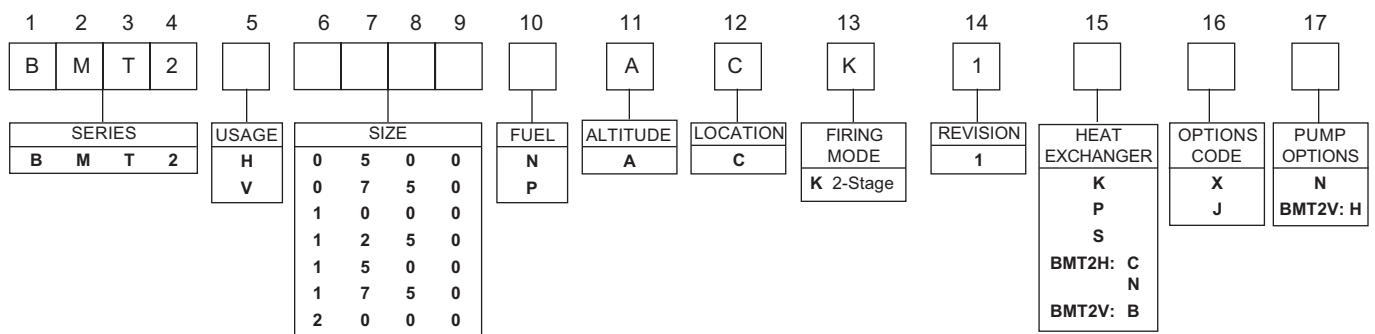 1 2 3 4 5 6 7 8 9 10 11 12 13 14 15 16 17
B M T 2 A C K 1
SERIES USAGE SIZE FUEL ALTITUDE LOCATION FIRING MODE REVISION HEAT EXCHANGER OPTIONS CODE PUMP OPTIONS
B M T 2 H 0 5 0 0 N A C K 2-Stage 1 K X N
V 0 7 5 0 P P J BMT2V: H
1 0 0 0 S
1 2 5 0 BMT2H: C
1 5 0 0 N
1 7 5 0 BMT2V: B
2 0 0 0